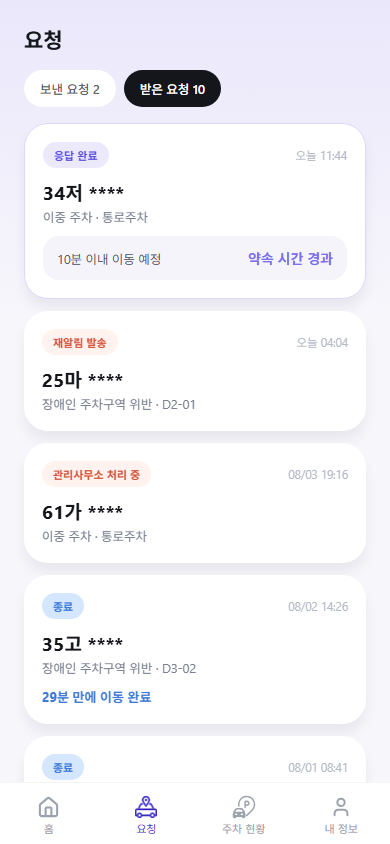 요청
보낸 요청 2
받은 요청 10
응답 완료
오늘 11:44
34저 ****
이중 주차 · 통로주차
10분 이내 이동 예정
약속 시간 경과
재알림 발송
오늘 04:04
25마 ****
장애인 주차구역 위반 · D2-01
관리사무소 처리 중
08/03 19:16
61가 ****
이중 주차 · 통로주차
종료
08/02 14:26
35고 ****
장애인 주차구역 위반 · D3-02
29분 만에 이동 완료
종료
08/01 08:41
홈
요청
주차 현황
내 정보